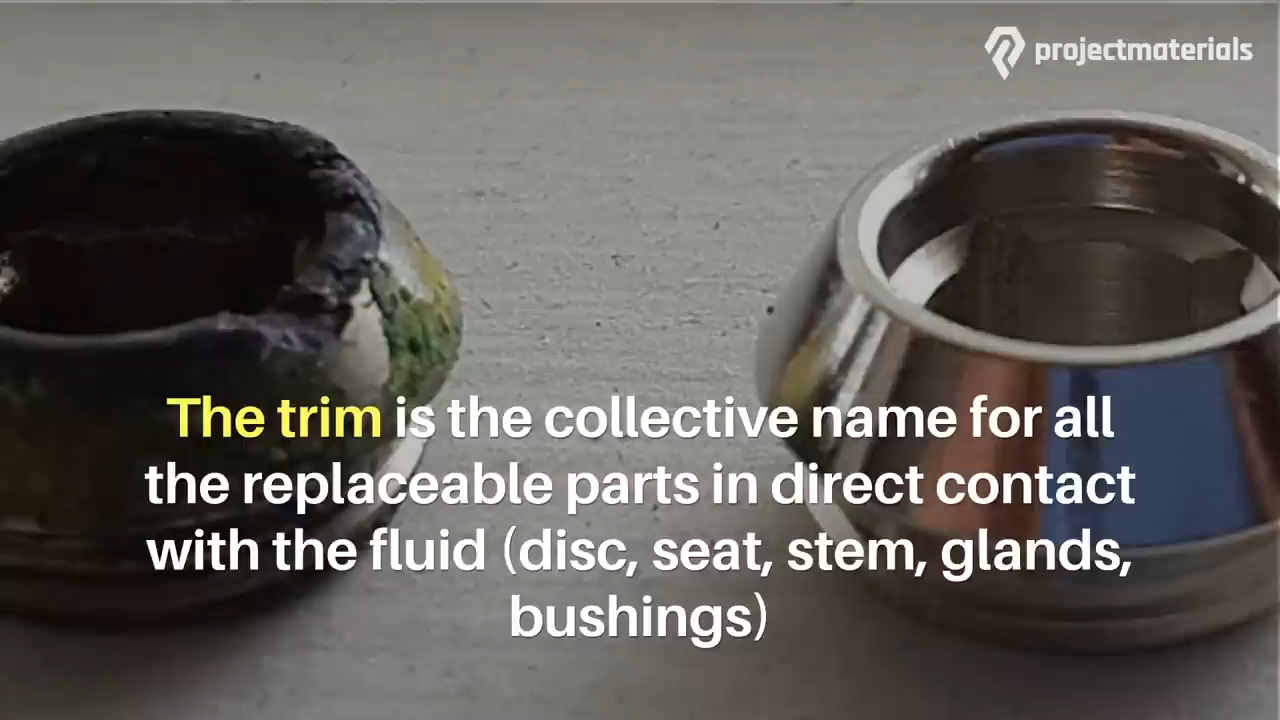 projectmaterials
The trim is the collective name for all
the replaceable parts in direct contact
with the fluid (disc, seat, stem, glands,
bushings)